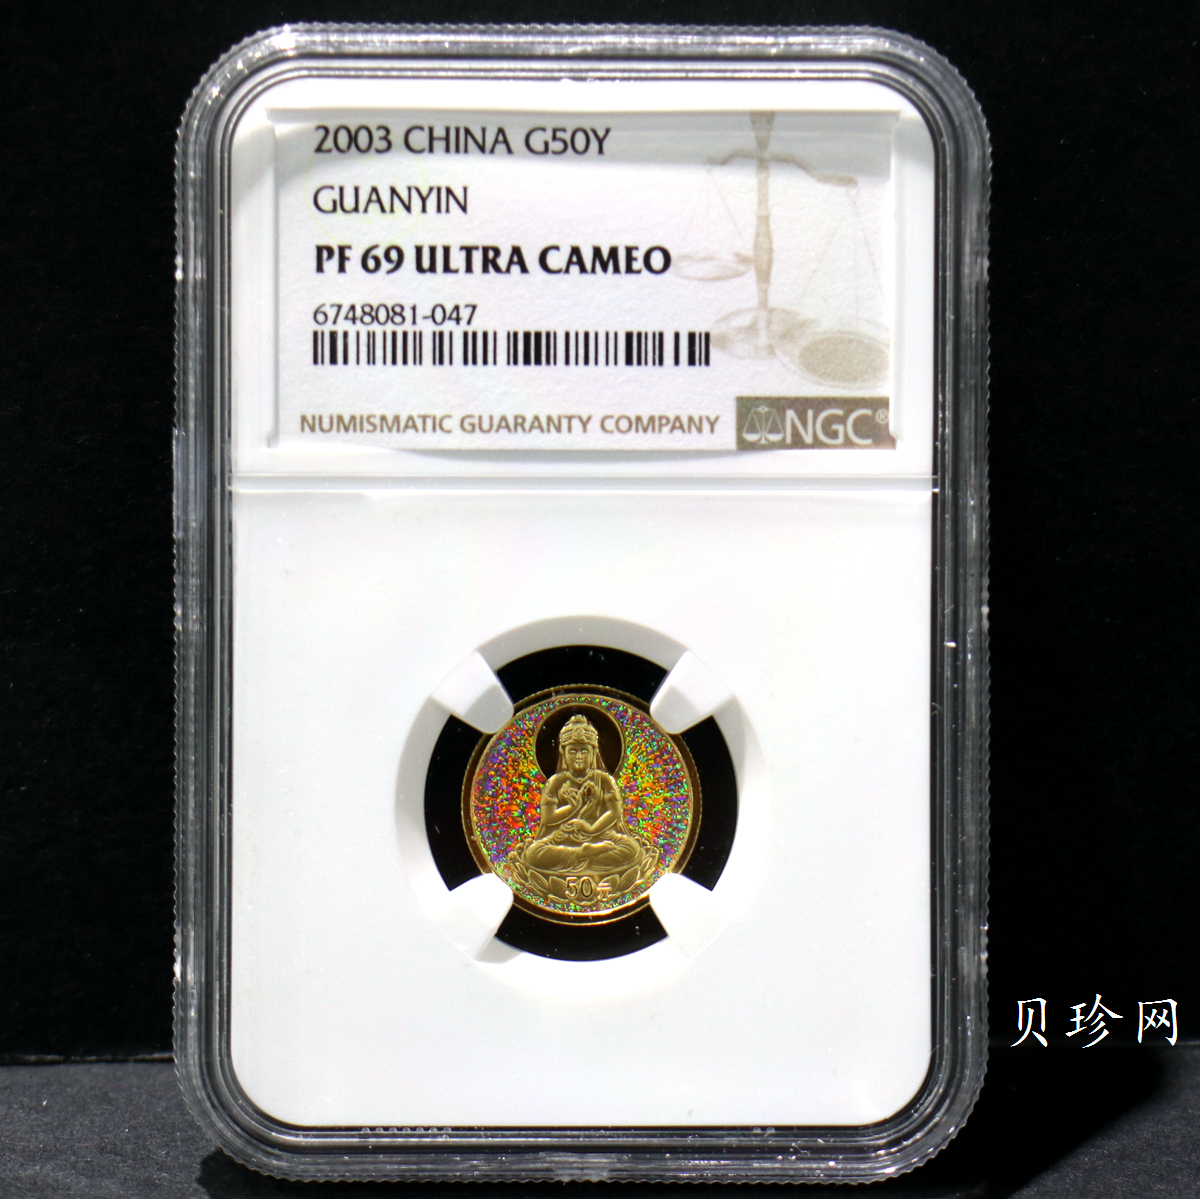 2003 CHINA G50Y
GUANYIN
PF 69 ULTRA CAMEO
6748081-047
NUMISMATIC GUARANTY COMPANY
NGC®
50元
贝珍网